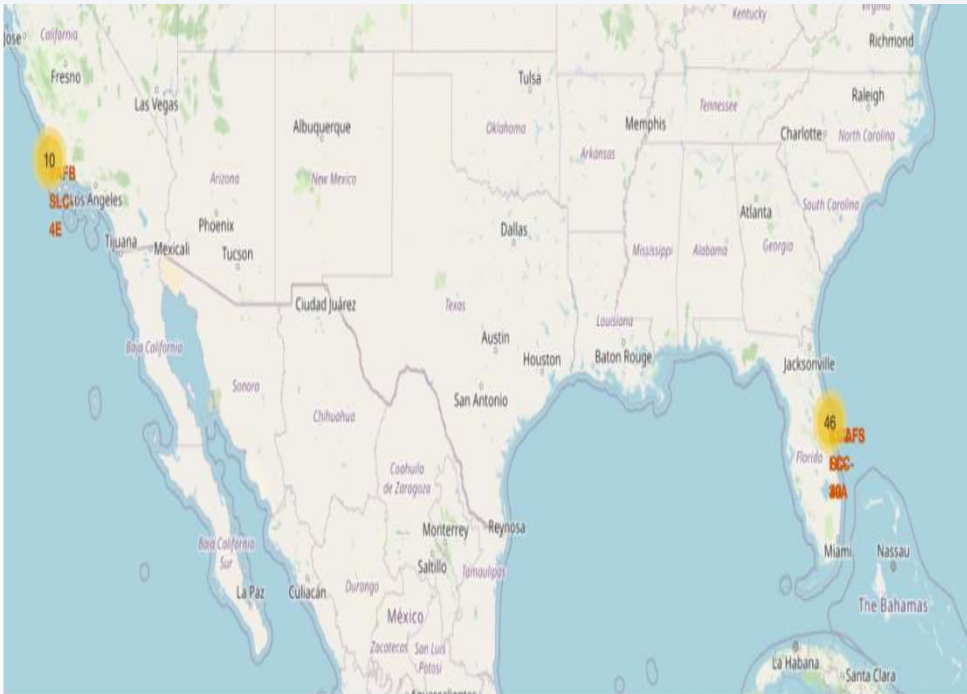 Kentucky
Virginia
Jose
California
Richmond
Fresno
Tulsa
Las Vegas
Raleigh
Albuquerque
Oklahoma
Memphis
Tennessee
Charlotte
North Carolina
10
Arkansas
AFB
Arizona
New Mexico
SLC-
Los Angeles
Atlanta
South Carolina
4E
Phoenix
Dallas
Tijuana
Mexicali
Tucson
Mississippi
Alabama
Georgia
Ciudad Juárez
Texas
Louisiana
Austin
Baja California
Houston
Baton Rouge
Jacksonville
Sonora
San Antonio
Chihuahua
46
AFS
Florida
Coahuila
de Zaragoza
Monterrey
Reynosa
Baja California
Sur
Saltillo
Tamaulipas
Miami
Nassau
La Paz
Culiacán
Durango
México
The Bahamas
Zacatecas
San Luis
Potosí
La Habana
Santa Clara
Aguascalientes